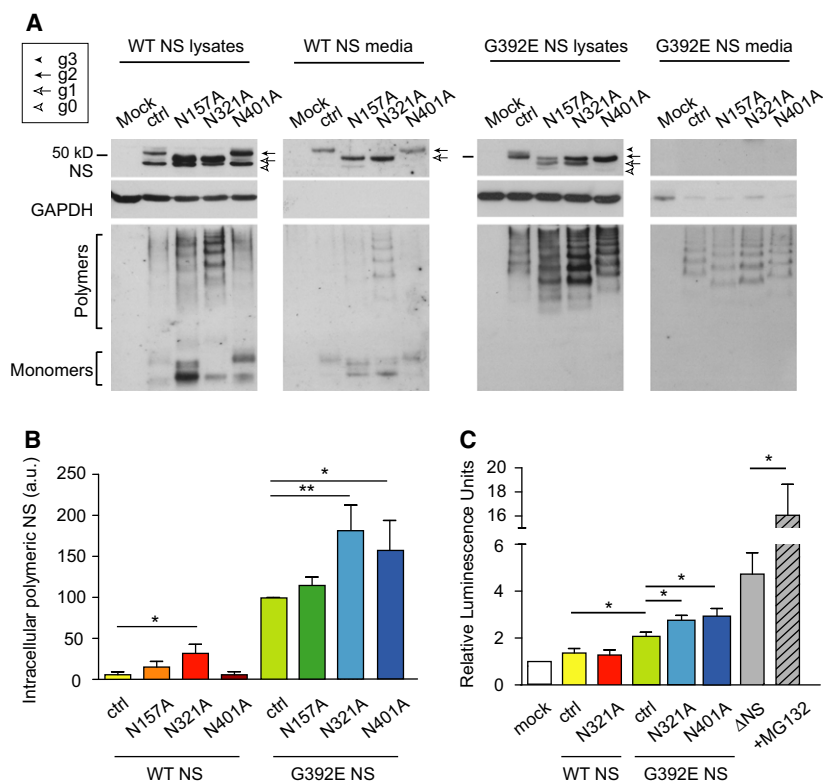 A
g3
g2
g1
g0
WT NS lysates
WT NS media
G392E NS lysates
G392E NS media
Mock ctrl N157A N321A N401A
Mock ctrl N157A N321A N401A
Mock ctrl N157A N321A N401A
Mock ctrl N157A N321A N401A
50 kD
NS
GAPDH
Polymers
Monomers
B
Intracellular polymeric NS (a.u.)
250
200
150
100
50
0
ctrl N157A N321A N401A ctrl N157A N321A N401A
WT NS
G392E NS
*
*
**
C
Relative Luminescence Units
20
18
16
6
4
2
0
mock ctrl N321A ctrl N321A N401A ΔNS +MG132
WT NS
G392E NS
*
*
*
*